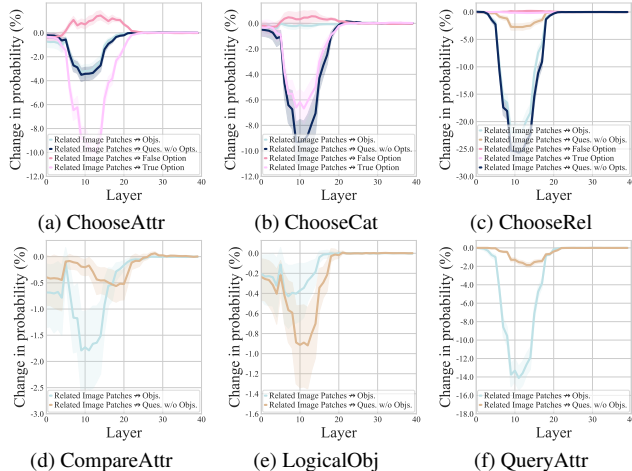 Change in probability (%)
0.0
-2.0
-4.0
-6.0
-8.0
-10.0
-12.0
0 10 20 30 40
Layer
Related Image Patches ↛ Objs.
Related Image Patches ↛ Ques. w/o Opts.
Related Image Patches ↛ False Option
Related Image Patches ↛ True Option
(a) ChooseAttr
Change in probability (%)
0.0
-2.0
-4.0
-6.0
-8.0
-10.0
-12.0
0 10 20 30 40
Layer
Related Image Patches ↛ Objs.
Related Image Patches ↛ Ques. w/o Opts.
Related Image Patches ↛ False Option
Related Image Patches ↛ True Option
(b) ChooseCat
Change in probability (%)
0.0
-5.0
-10.0
-15.0
-20.0
-25.0
-30.0
0 10 20 30 40
Layer
Related Image Patches ↛ Objs.
Related Image Patches ↛ Ques. w/o Objs.
Related Image Patches ↛ False Option
Related Image Patches ↛ True Option
Related Image Patches ↛ Ques. w/o Opts.
(c) ChooseRel
Change in probability (%)
0.0
-0.5
-1.0
-1.5
-2.0
-2.5
-3.0
0 10 20 30 40
Layer
Related Image Patches ↛ Objs.
Related Image Patches ↛ Ques. w/o Objs.
(d) CompareAttr
Change in probability (%)
0.0
-0.2
-0.4
-0.6
-0.8
-1.0
-1.2
-1.4
-1.6
0 10 20 30 40
Layer
Related Image Patches ↛ Objs.
Related Image Patches ↛ Ques. w/o Objs.
(e) LogicalObj
Change in probability (%)
0.0
-2.0
-4.0
-6.0
-8.0
-10.0
-12.0
-14.0
-16.0
-18.0
0 10 20 30 40
Layer
Related Image Patches ↛ Objs.
Related Image Patches ↛ Ques. w/o Objs.
(f) QueryAttr